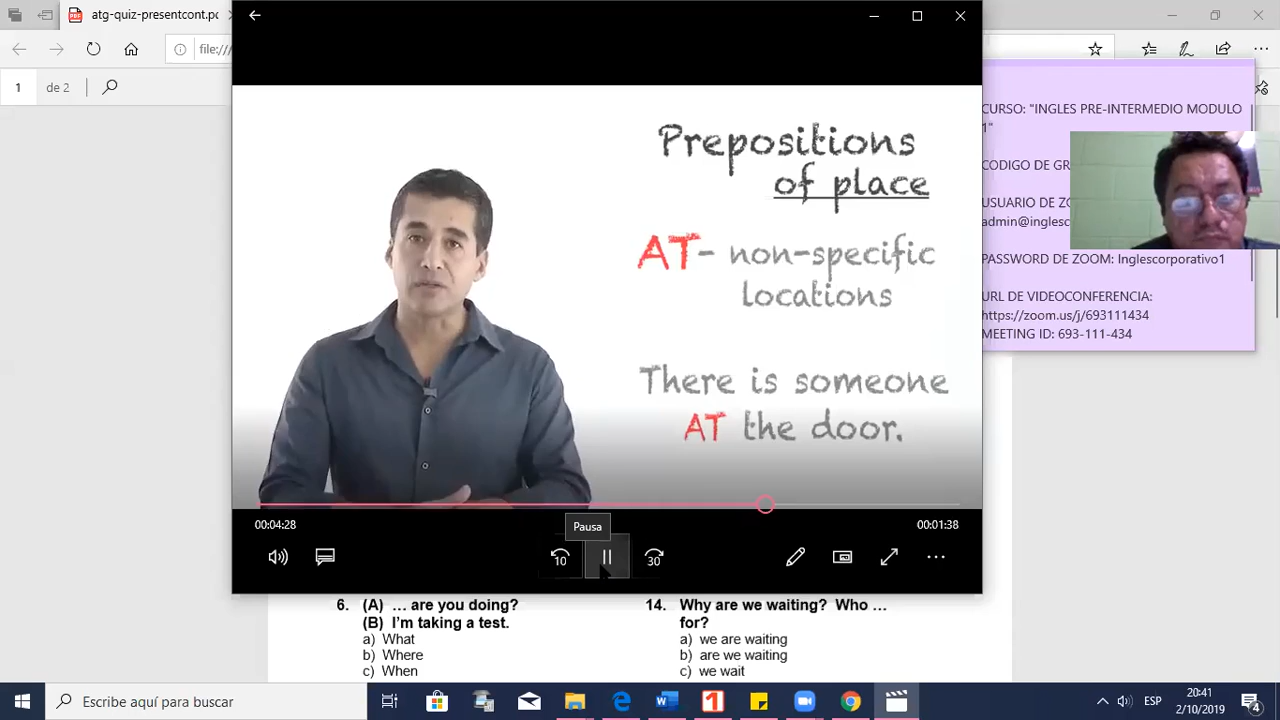 atg-quiz-presentcont.pc
file://
1 de 2
CURSO: "INGLES PRE-INTERMEDIO MODULO
1"
CODIGO DE GR
USUARIO DE ZO
admin@inglesc
PASSWORD DE ZOOM: Inglescorporativo1
URL DE VIDEOCONFERENCIA:
https://zoom.us/j/693111434
MEETING ID: 693-111-434
Prepositions
of place
AT- non-specific
locations
There is someone
AT the door.
00:04:28
00:01:38
Pausa
10
30
6. (A) … are you doing?
(B) I'm taking a test.
a) What
b) Where
c) When
14. Why are we waiting? Who …
for?
a) we are waiting
b) are we waiting
c) we wait
Escribe aquí para buscar
ESP
20:41
2/10/2019
4